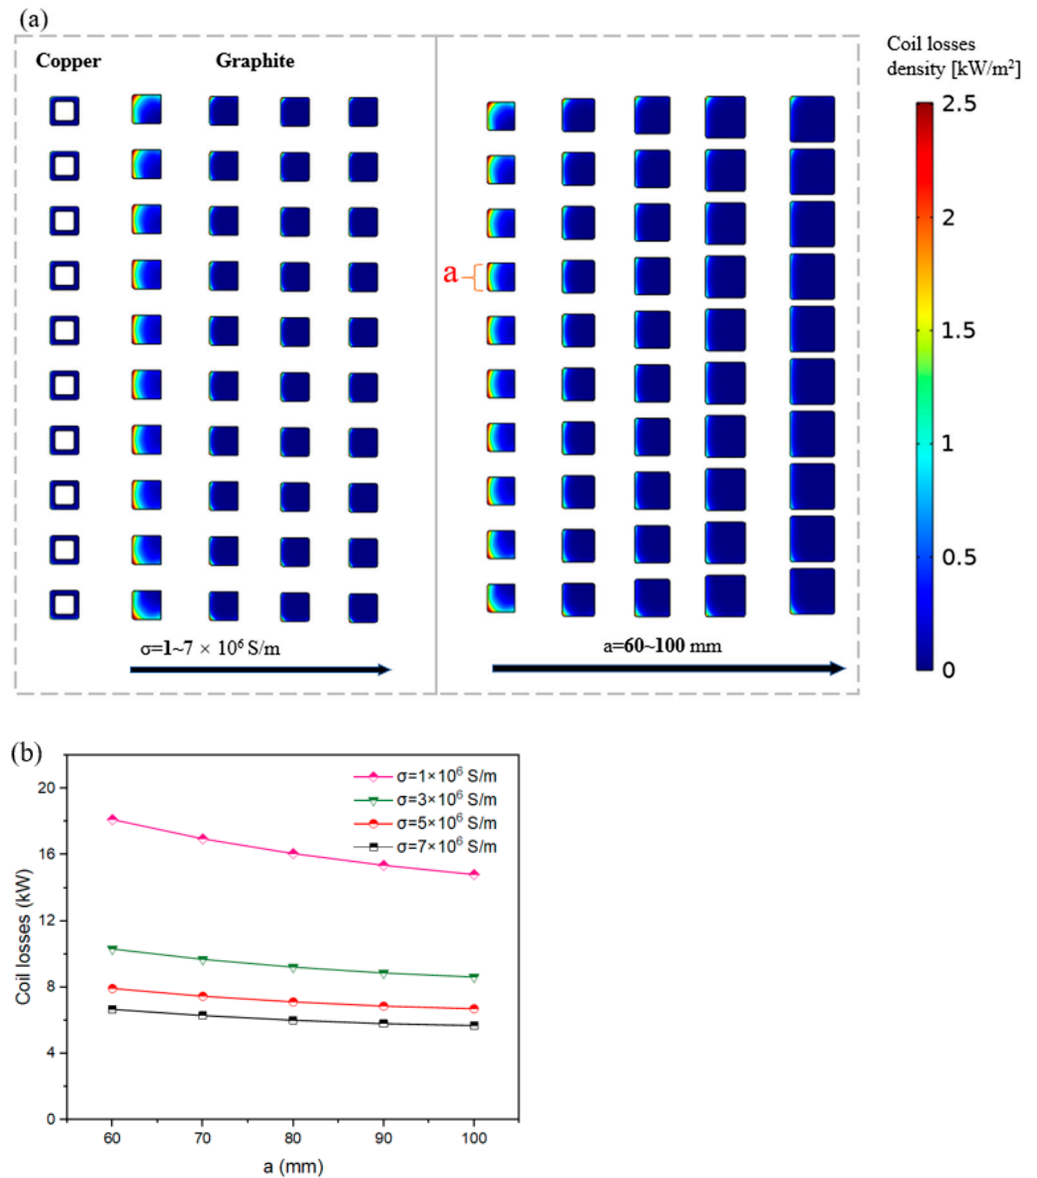 (a)
Copper
Graphite
Coil losses
density [kW/m²]
2.5
2
1.5
1
0.5
0
a
σ=1~7 × 10⁶ S/m
a=60~100 mm
(b)
σ=1×10⁶ S/m
σ=3×10⁶ S/m
σ=5×10⁶ S/m
σ=7×10⁶ S/m
Coil losses (kW)
20
16
12
8
4
0
60 70 80 90 100
a (mm)